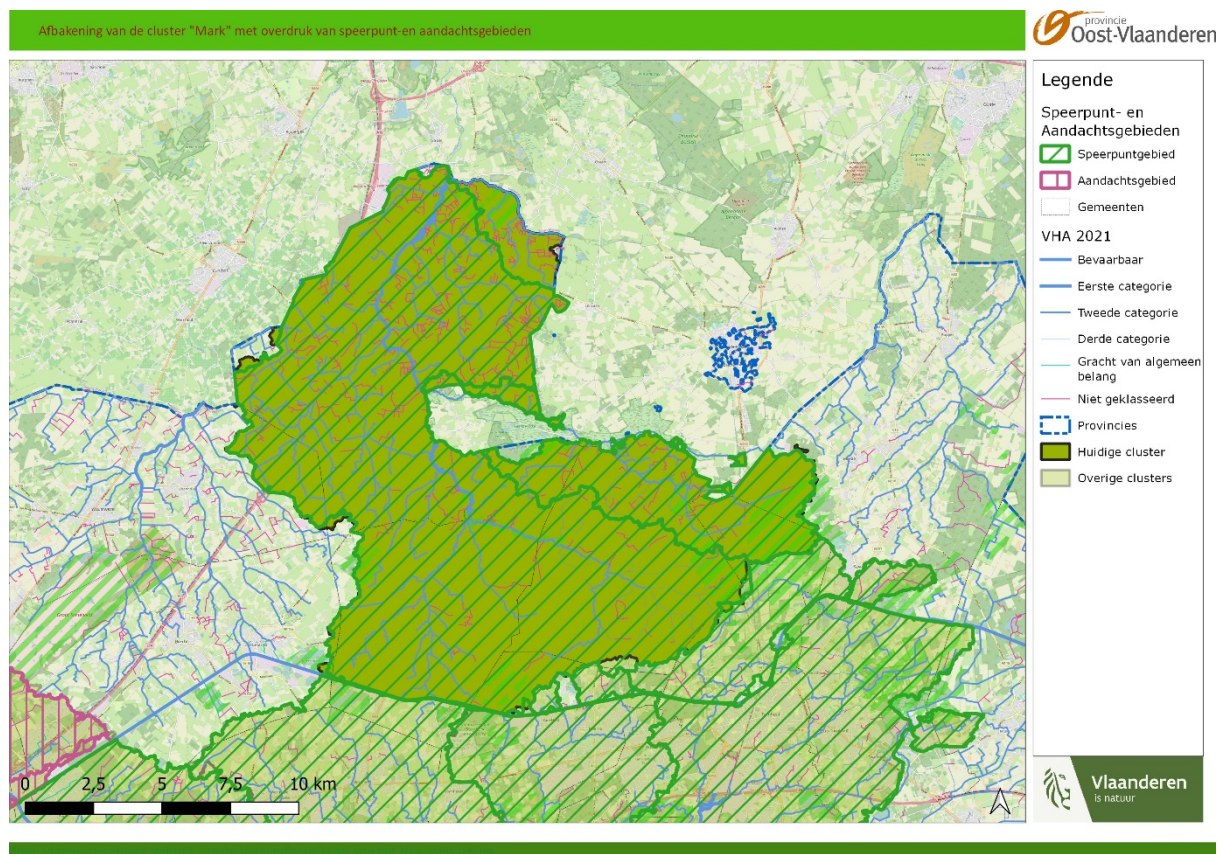 Afbakening van de cluster "Mark" met overdruk van speerpunt-en aandachtsgebieden
provincie
Oost-Vlaanderen
Legende
Speerpunt- en
Aandachtsgebieden
Speerpuntgebied
Aandachtsgebied
Gemeenten
VHA 2021
Bevaarbaar
Eerste categorie
Tweede categorie
Derde categorie
Gracht van algemeen
belang
Niet geklasseerd
Provincies
Huidige cluster
Overige clusters
0 2,5 5 7,5 10 km
Vlaanderen
is natuur